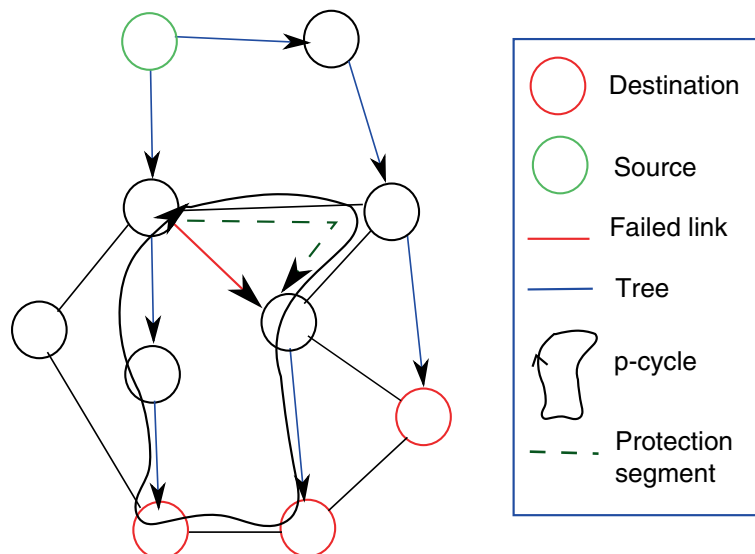 Destination
Source
Failed link
Tree
p-cycle
Protection
segment